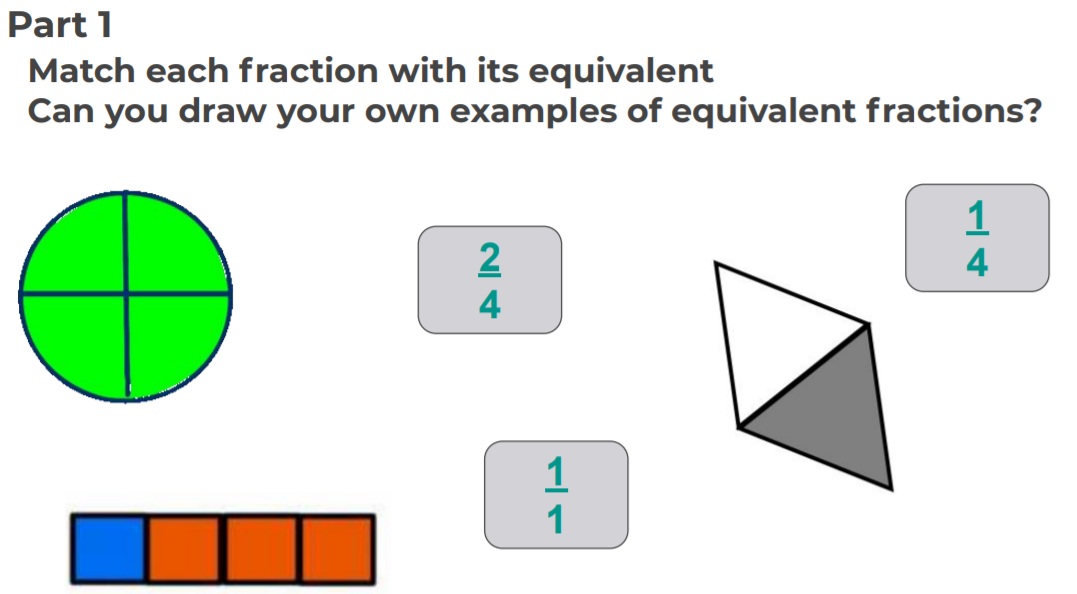 Part 1
Match each fraction with its equivalent
Can you draw your own examples of equivalent fractions?
1
4
2
4
1
1